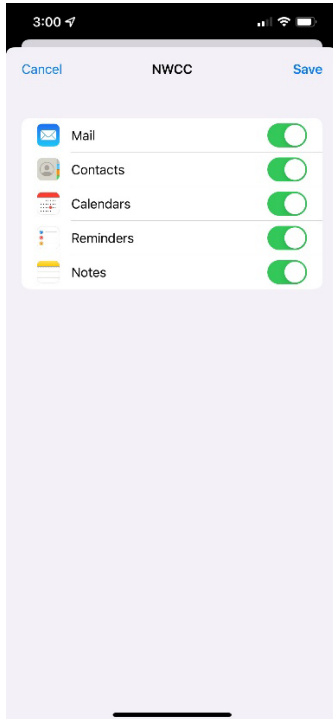 3:00
Cancel NWCC Save
Mail
Contacts
Calendars
Reminders
Notes